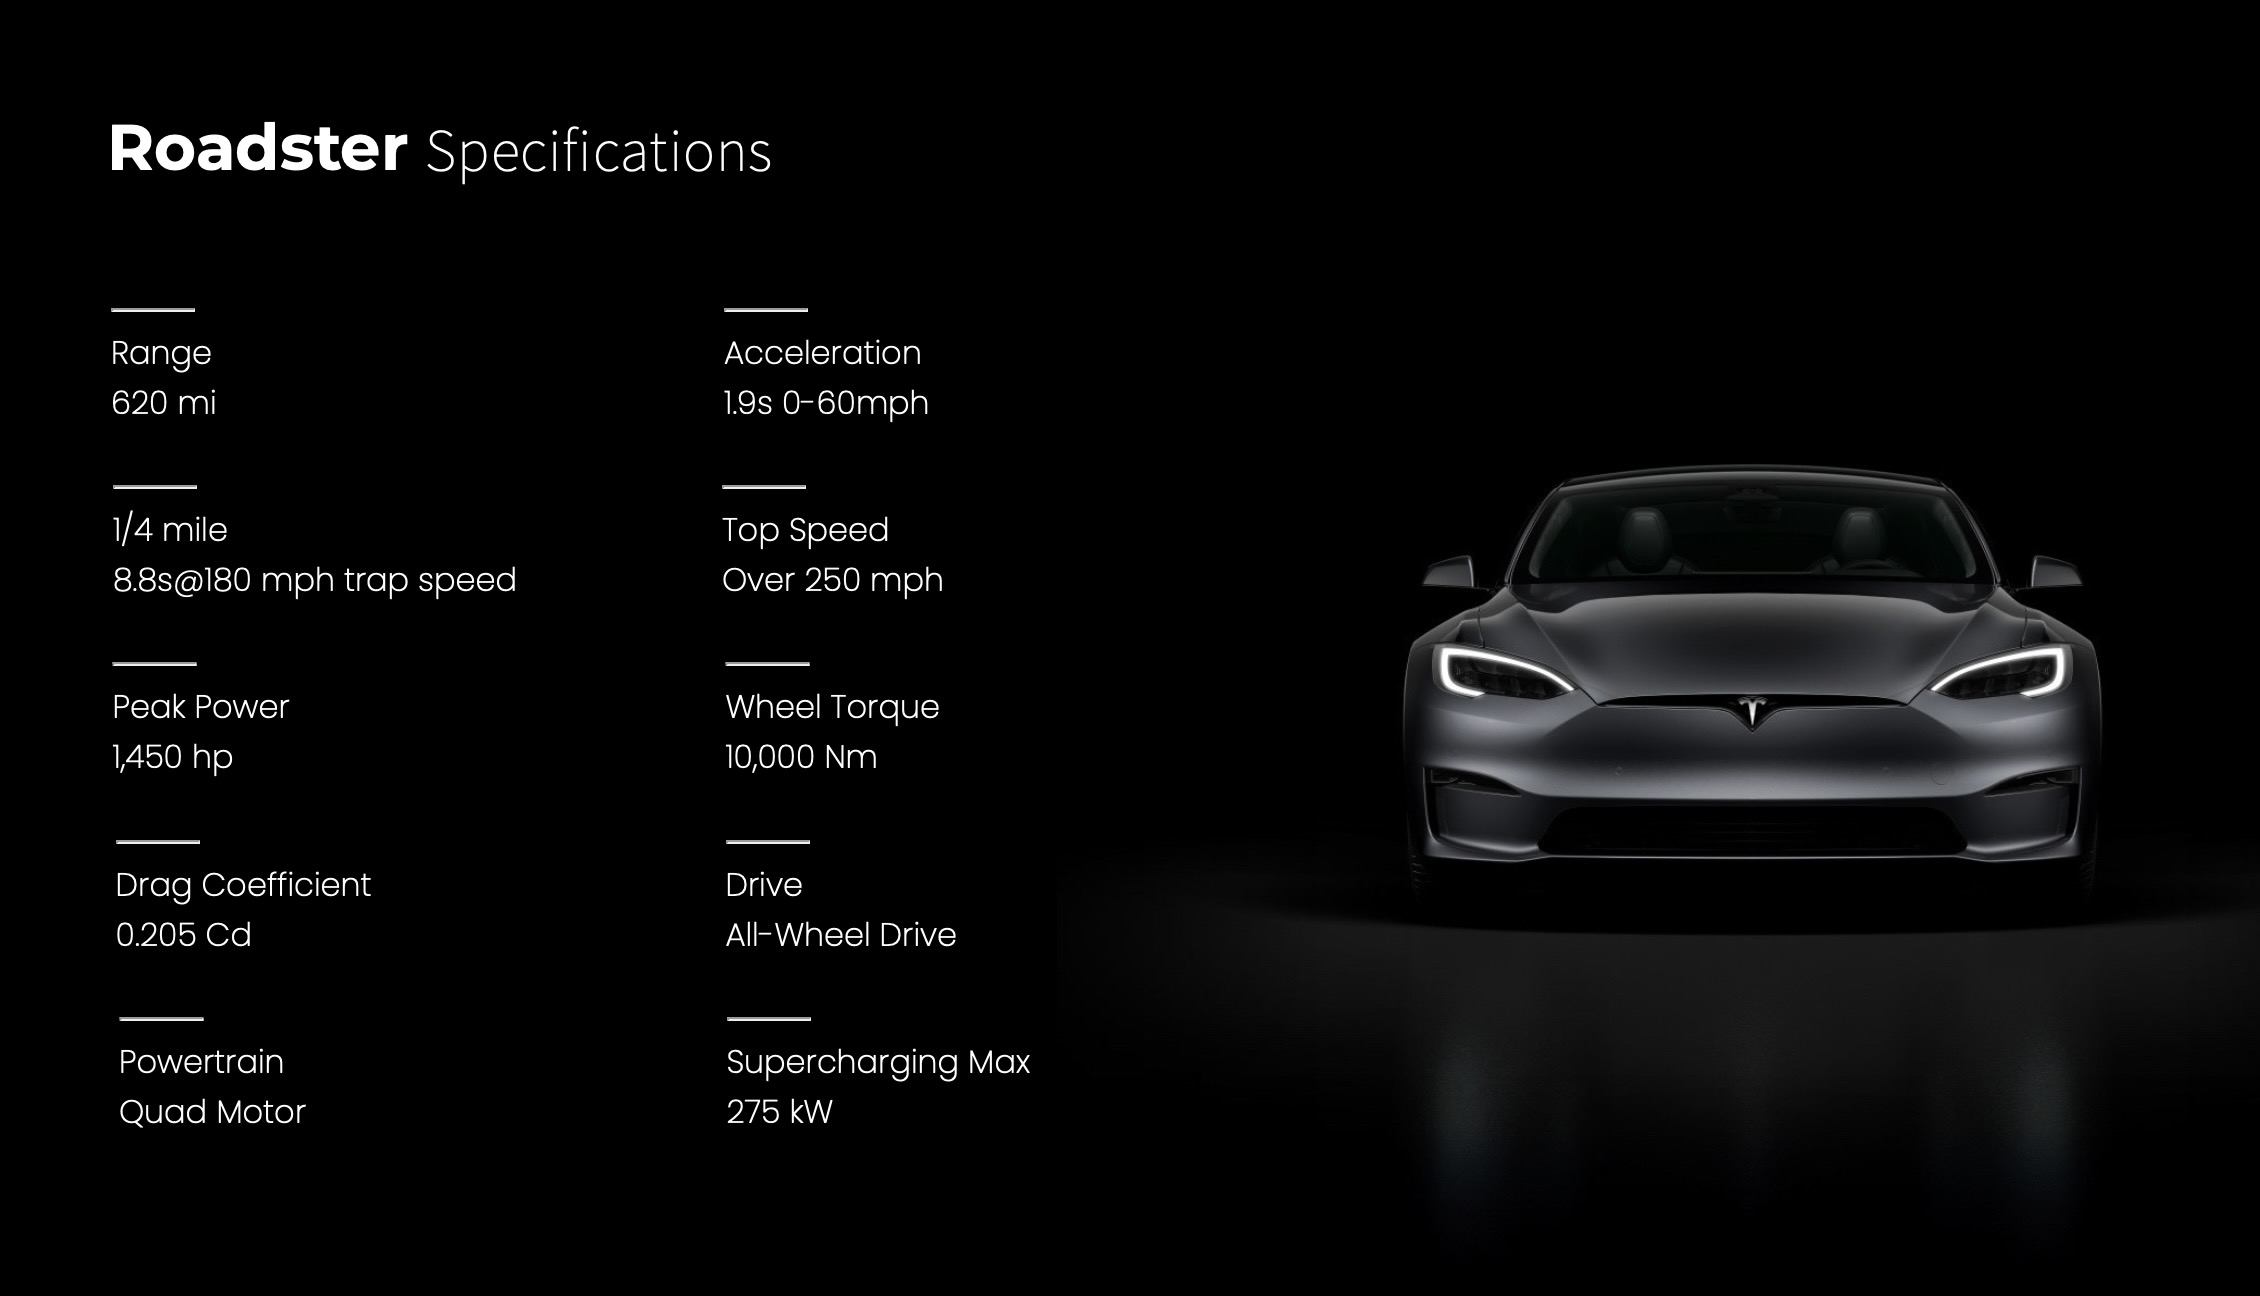 Roadster Specifications
Range
620 mi
Acceleration
1.9s 0-60mph
1/4 mile
8.8s@180 mph trap speed
Top Speed
Over 250 mph
Peak Power
1,450 hp
Wheel Torque
10,000 Nm
Drag Coefficient
0.205 Cd
Drive
All-Wheel Drive
Powertrain
Quad Motor
Supercharging Max
275 kW